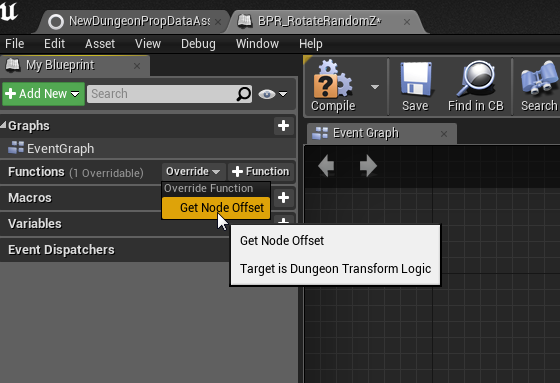 NewDungeonPropDataAss
BPR_RotateRandomZ*
File Edit Asset View Debug Window Help
My Blueprint
Add New
Search
Compile
Save
Find in CB
Search
Graphs
EventGraph
Event Graph
Functions (1 Overridable)
Override
Function
Override Function
Macros
Get Node Offset
Variables
Get Node Offset
Event Dispatchers
Target is Dungeon Transform Logic